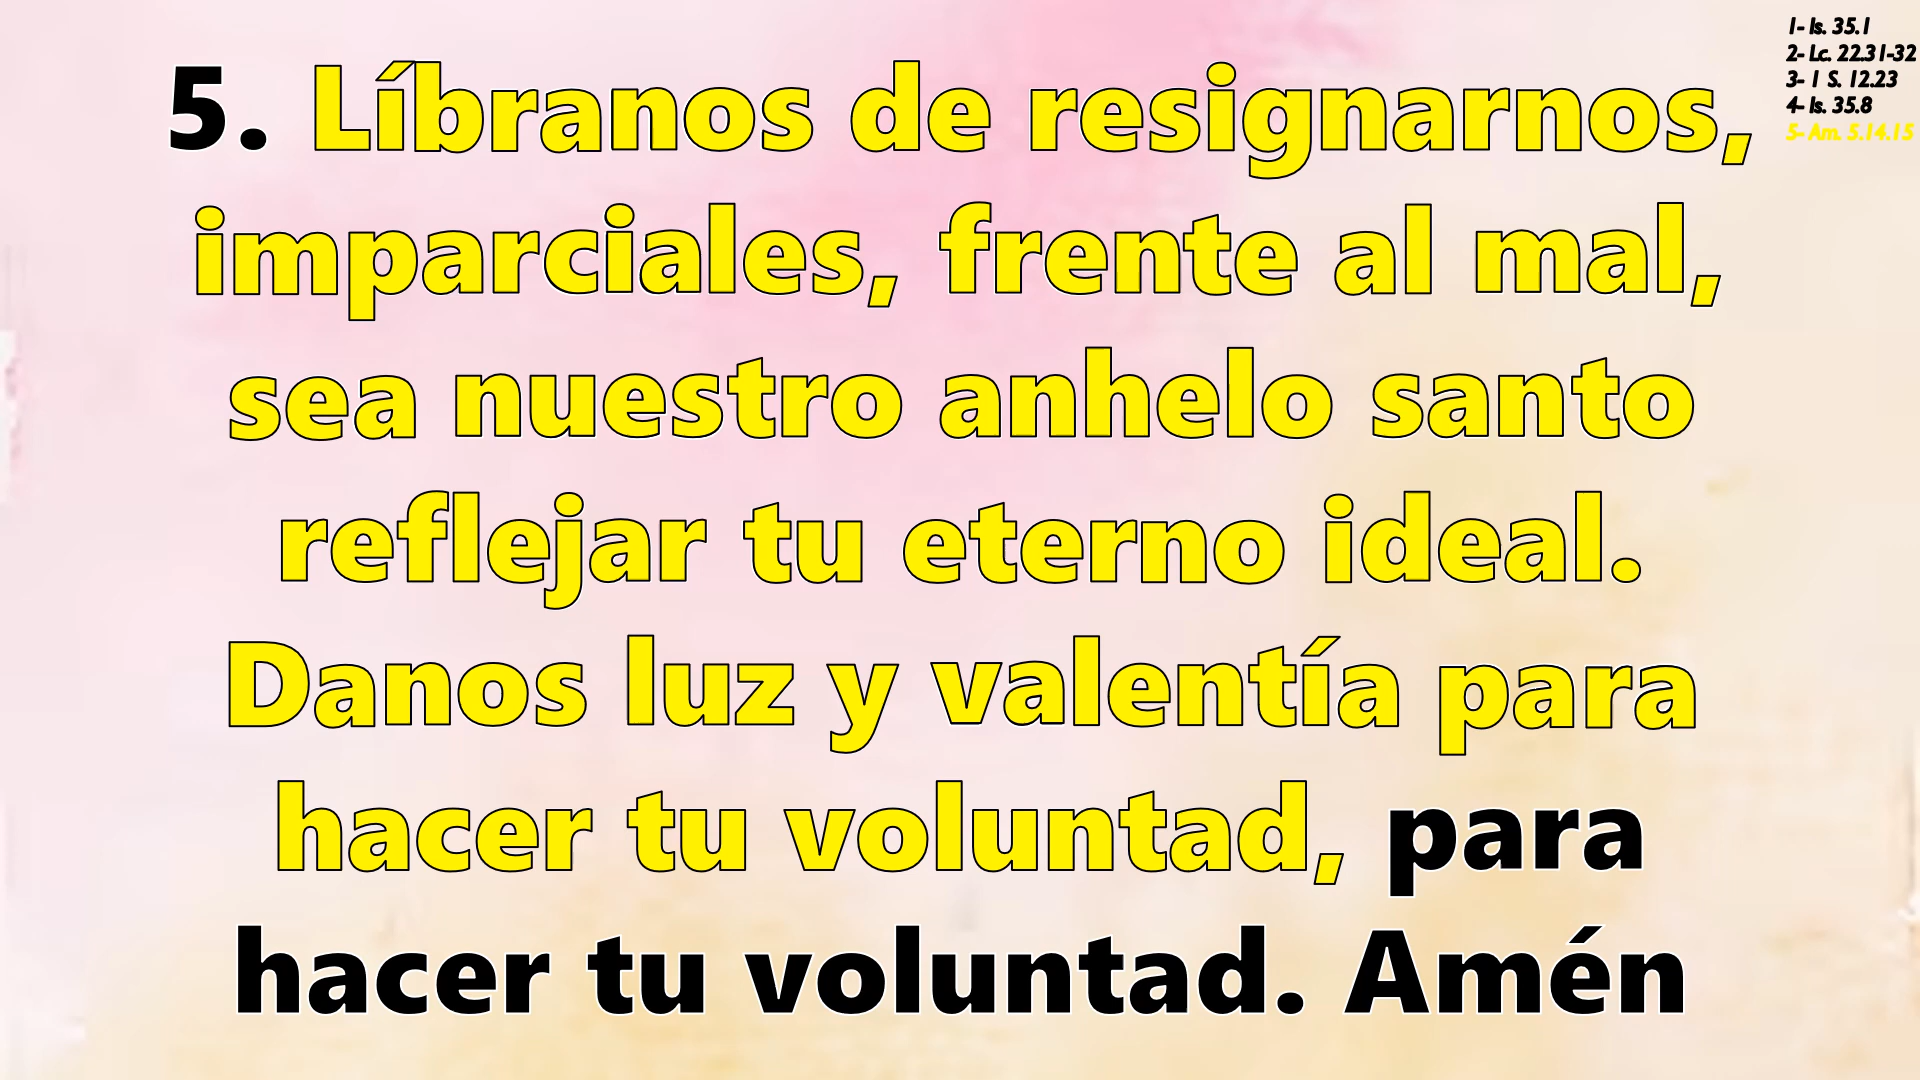 5. Líbranos de resignarnos,
imparciales, frente al mal,
sea nuestro anhelo santo
reflejar tu eterno ideal.
Danos luz y valentía para
hacer tu voluntad, para
hacer tu voluntad. Amén
1- Is. 35.1
2- Lc. 22.31-32
3- 1 S. 12.23
4- Is. 35.8
5- Am. 5.14.15